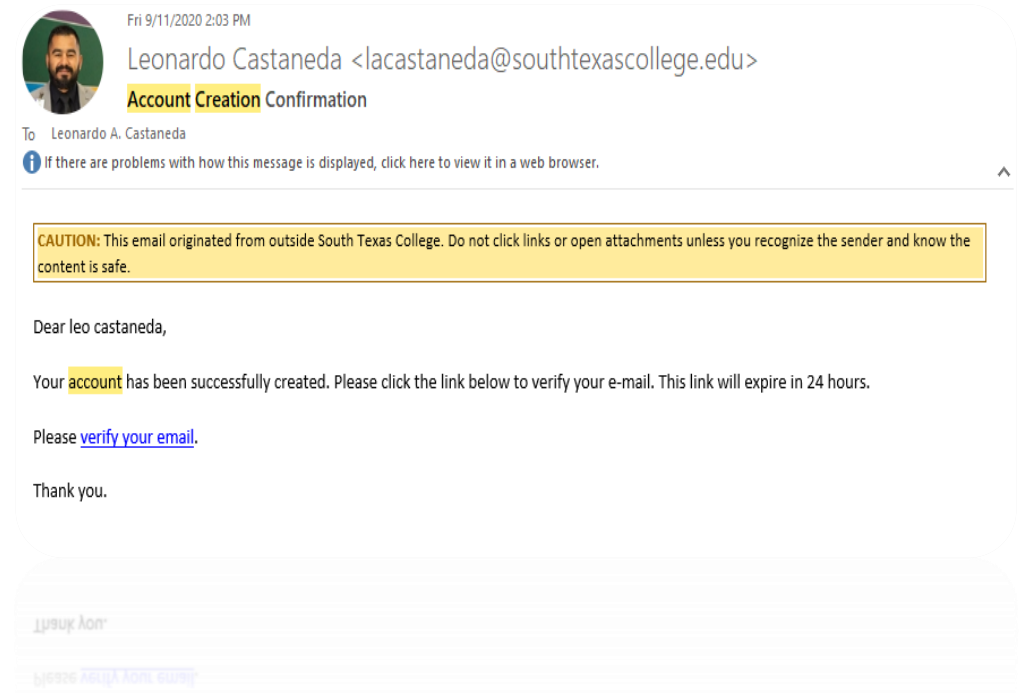 Fri 9/11/2020 2:03 PM
Leonardo Castaneda <lacastaneda@southtexascollege.edu>
Account Creation Confirmation
To Leonardo A. Castaneda
If there are problems with how this message is displayed, click here to view it in a web browser.
CAUTION: This email originated from outside South Texas College. Do not click links or open attachments unless you recognize the sender and know the
content is safe.
Dear leo castaneda,
Your account has been successfully created. Please click the link below to verify your e-mail. This link will expire in 24 hours.
Please verify your email.
Thank you.